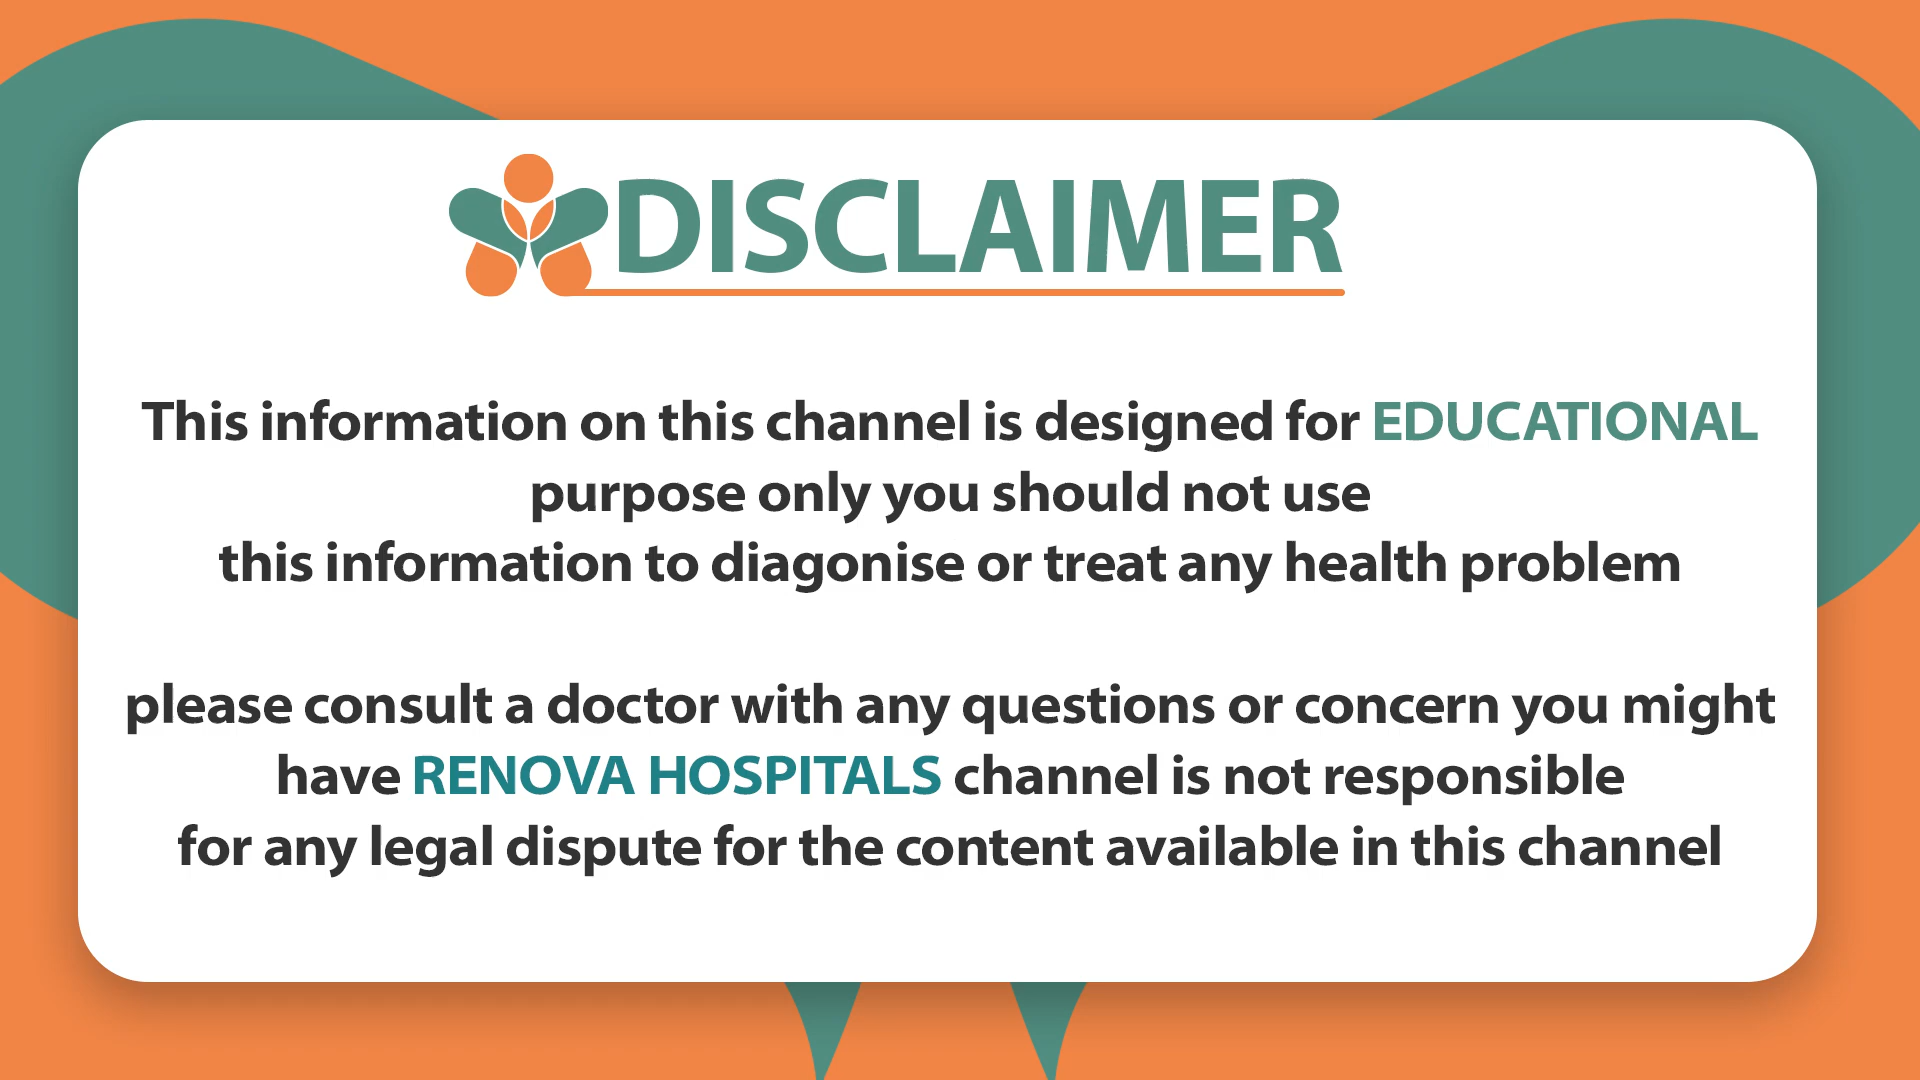 DISCLAIMER
This information on this channel is designed for EDUCATIONAL
purpose only you should not use
this information to diagonise or treat any health problem
please consult a doctor with any questions or concern you might
have RENOVA HOSPITALS channel is not responsible
for any legal dispute for the content available in this channel